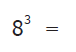 8³ =